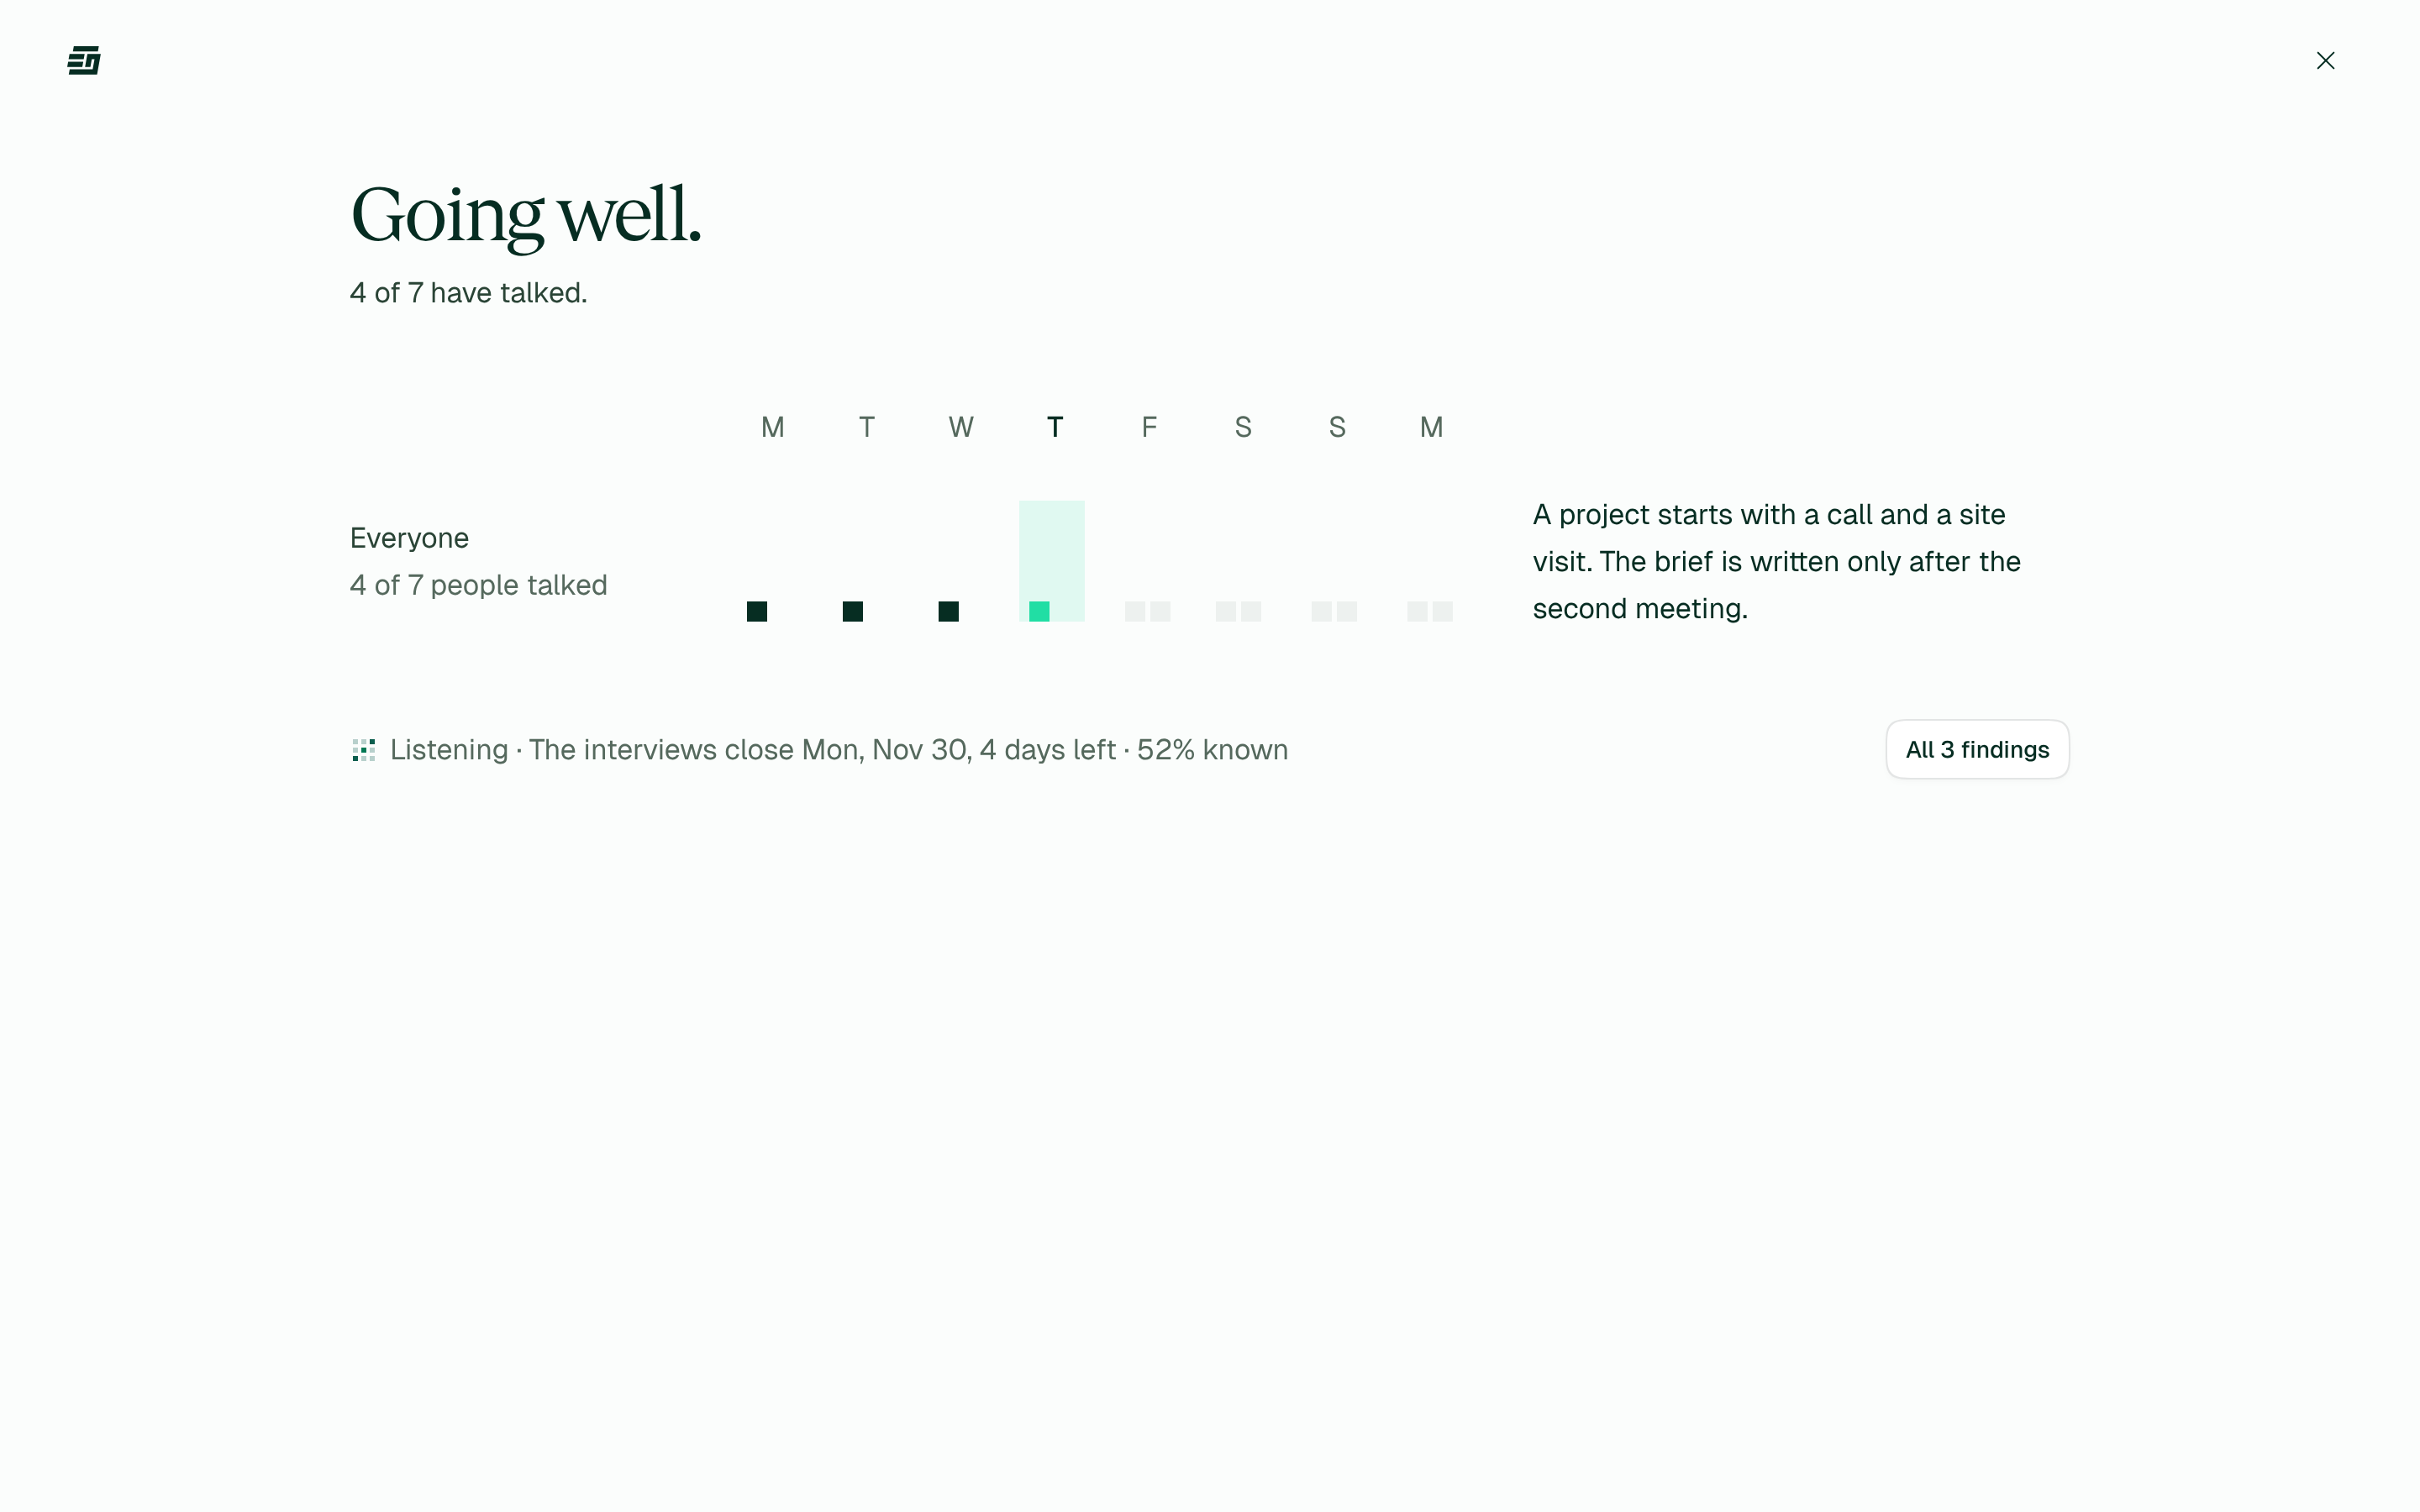 Going well.
4 of 7 have talked.
M T W T F S S M
Everyone
4 of 7 people talked
A project starts with a call and a site
visit. The brief is written only after the
second meeting.
Listening · The interviews close Mon, Nov 30, 4 days left · 52% known
All 3 findings